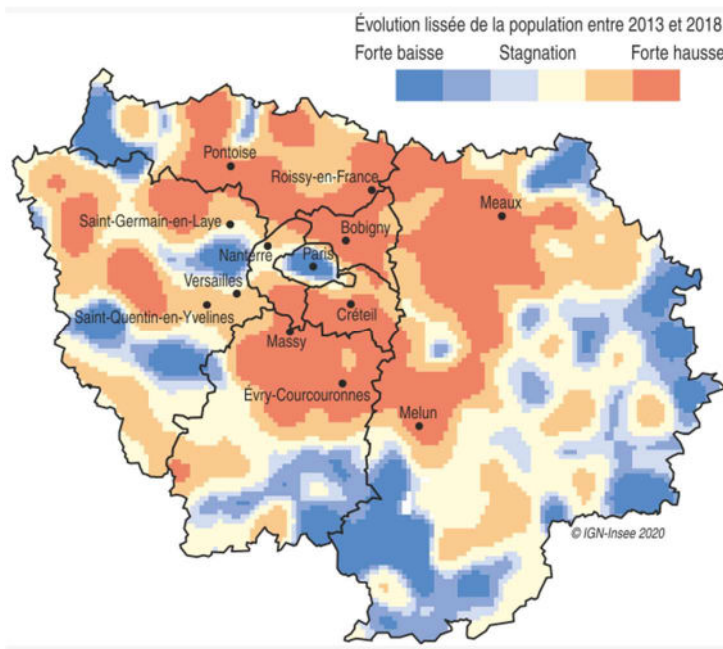 Évolution lissée de la population entre 2013 et 2018
Forte baisse Stagnation Forte hausse
Pontoise
Roissy-en-France
Meaux
Saint-Germain-en-Laye
Bobigny
Nanterre
Paris
Versailles
Saint-Quentin-en-Yvelines
Créteil
Massy
Évry-Courcouronnes
Melun
© IGN-Insee 2020